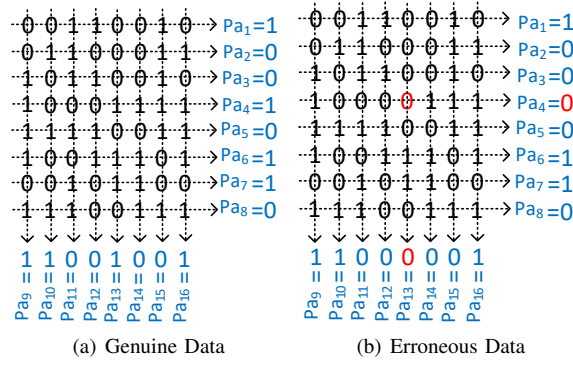 0 0 1 1 0 0 1 0 Pa₁=1
0 1 1 0 0 0 1 1 Pa₂=0
1 0 1 1 0 0 1 0 Pa₃=0
1 0 0 0 1 1 1 1 Pa₄=1
1 1 1 1 0 0 1 1 Pa₅=0
1 0 0 1 1 1 0 1 Pa₆=1
0 0 1 0 1 1 0 0 Pa₇=1
1 1 1 0 0 1 1 1 Pa₈=0
Pa₉=1 Pa₁₀=1 Pa₁₁=0 Pa₁₂=0 Pa₁₃=1 Pa₁₄=0 Pa₁₅=0 Pa₁₆=1
(a) Genuine Data
0 0 1 1 0 0 1 0 Pa₁=1
0 1 1 0 0 0 1 1 Pa₂=0
1 0 1 1 0 0 1 0 Pa₃=0
1 0 0 0 0 1 1 1 Pa₄=0
1 1 1 1 0 0 1 1 Pa₅=0
1 0 0 1 1 1 0 1 Pa₆=1
0 0 1 0 1 1 0 0 Pa₇=1
1 1 1 0 0 1 1 1 Pa₈=0
Pa₉=1 Pa₁₀=1 Pa₁₁=0 Pa₁₂=0 Pa₁₃=0 Pa₁₄=0 Pa₁₅=0 Pa₁₆=1
(b) Erroneous Data